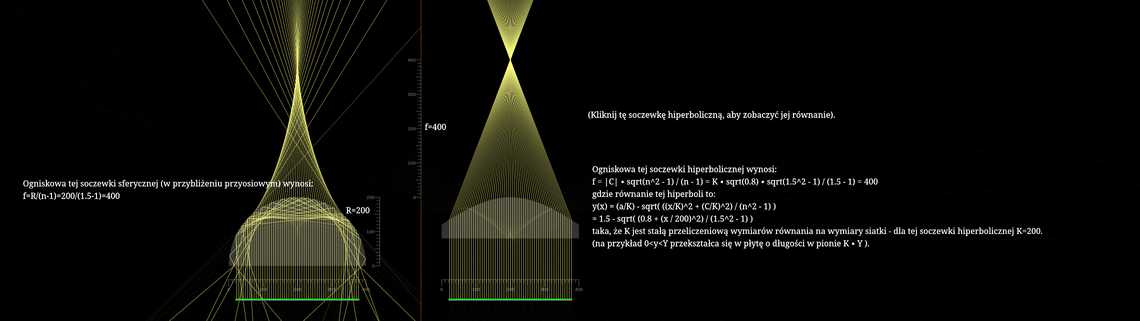 Ogniskowa tej soczewki sferycznej (w przybliżeniu przyosiowym) wynosi:
f=R/(n-1)=200/(1.5-1)=400
R=200
f=400
(Kliknij tę soczewkę hiperboliczną, aby zobaczyć jej równanie).
Ogniskowa tej soczewki hiperbolicznej wynosi:
f = |C| • sqrt(n^2 - 1) / (n - 1) = K • sqrt(0.8) • sqrt(1.5^2 - 1) / (1.5 - 1) = 400
gdzie równanie tej hiperboli to:
y(x) = (a/K) - sqrt( ((x/K)^2 + (C/K)^2) / (n^2 - 1) )
= 1.5 - sqrt( (0.8 + (x / 200)^2) / (1.5^2 - 1) )
taka, że K jest stałą przeliczeniową wymiarów równania na wymiary siatki - dla tej soczewki hiperbolicznej K=200.
(na przykład 0<y<Y przekształca się w płytę o długości w pionie K • Y ).